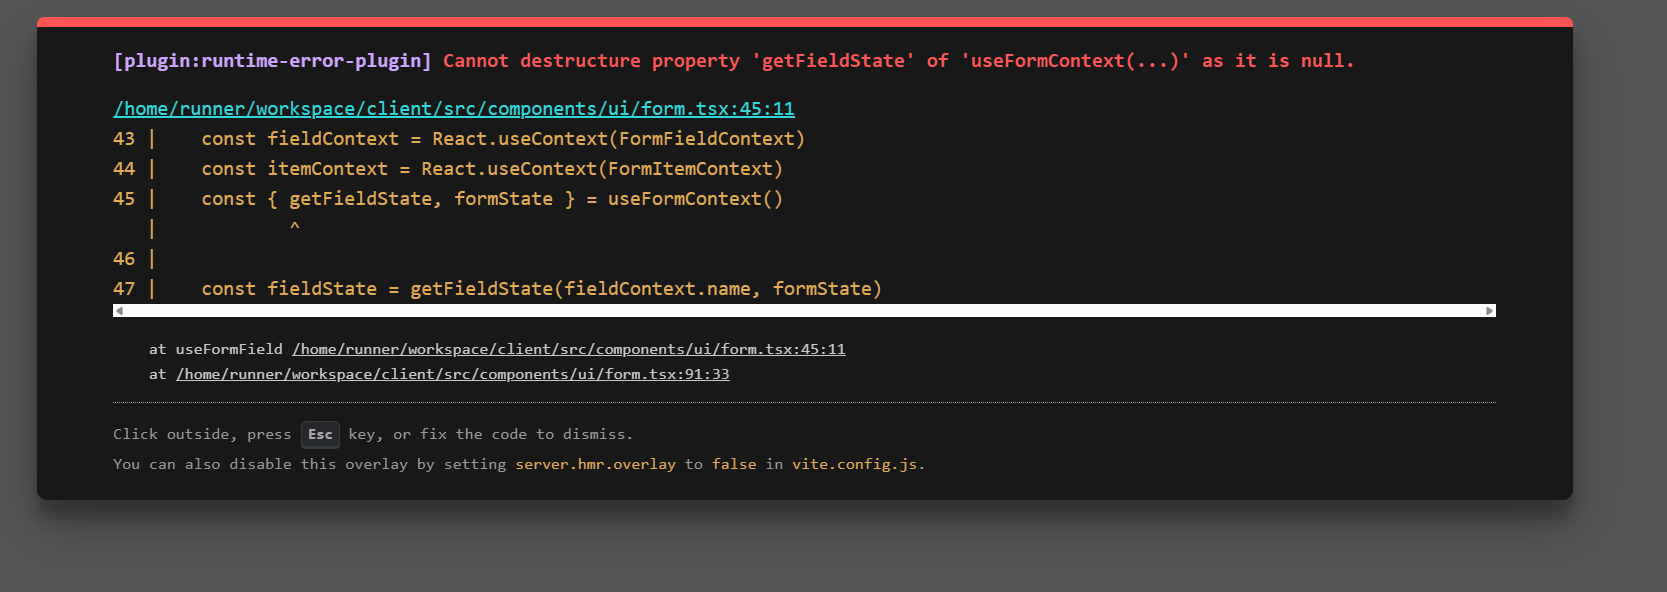 [plugin:runtime-error-plugin] Cannot destructure property 'getFieldState' of 'useFormContext(...)' as it is null.
/home/runner/workspace/client/src/components/ui/form.tsx:45:11
43 |    const fieldContext = React.useContext(FormFieldContext)
44 |    const itemContext = React.useContext(FormItemContext)
45 |    const { getFieldState, formState } = useFormContext()
   |            ^
46 |
47 |    const fieldState = getFieldState(fieldContext.name, formState)
at useFormField /home/runner/workspace/client/src/components/ui/form.tsx:45:11
at /home/runner/workspace/client/src/components/ui/form.tsx:91:33
Click outside, press Esc key, or fix the code to dismiss.
You can also disable this overlay by setting server.hmr.overlay to false in vite.config.js.